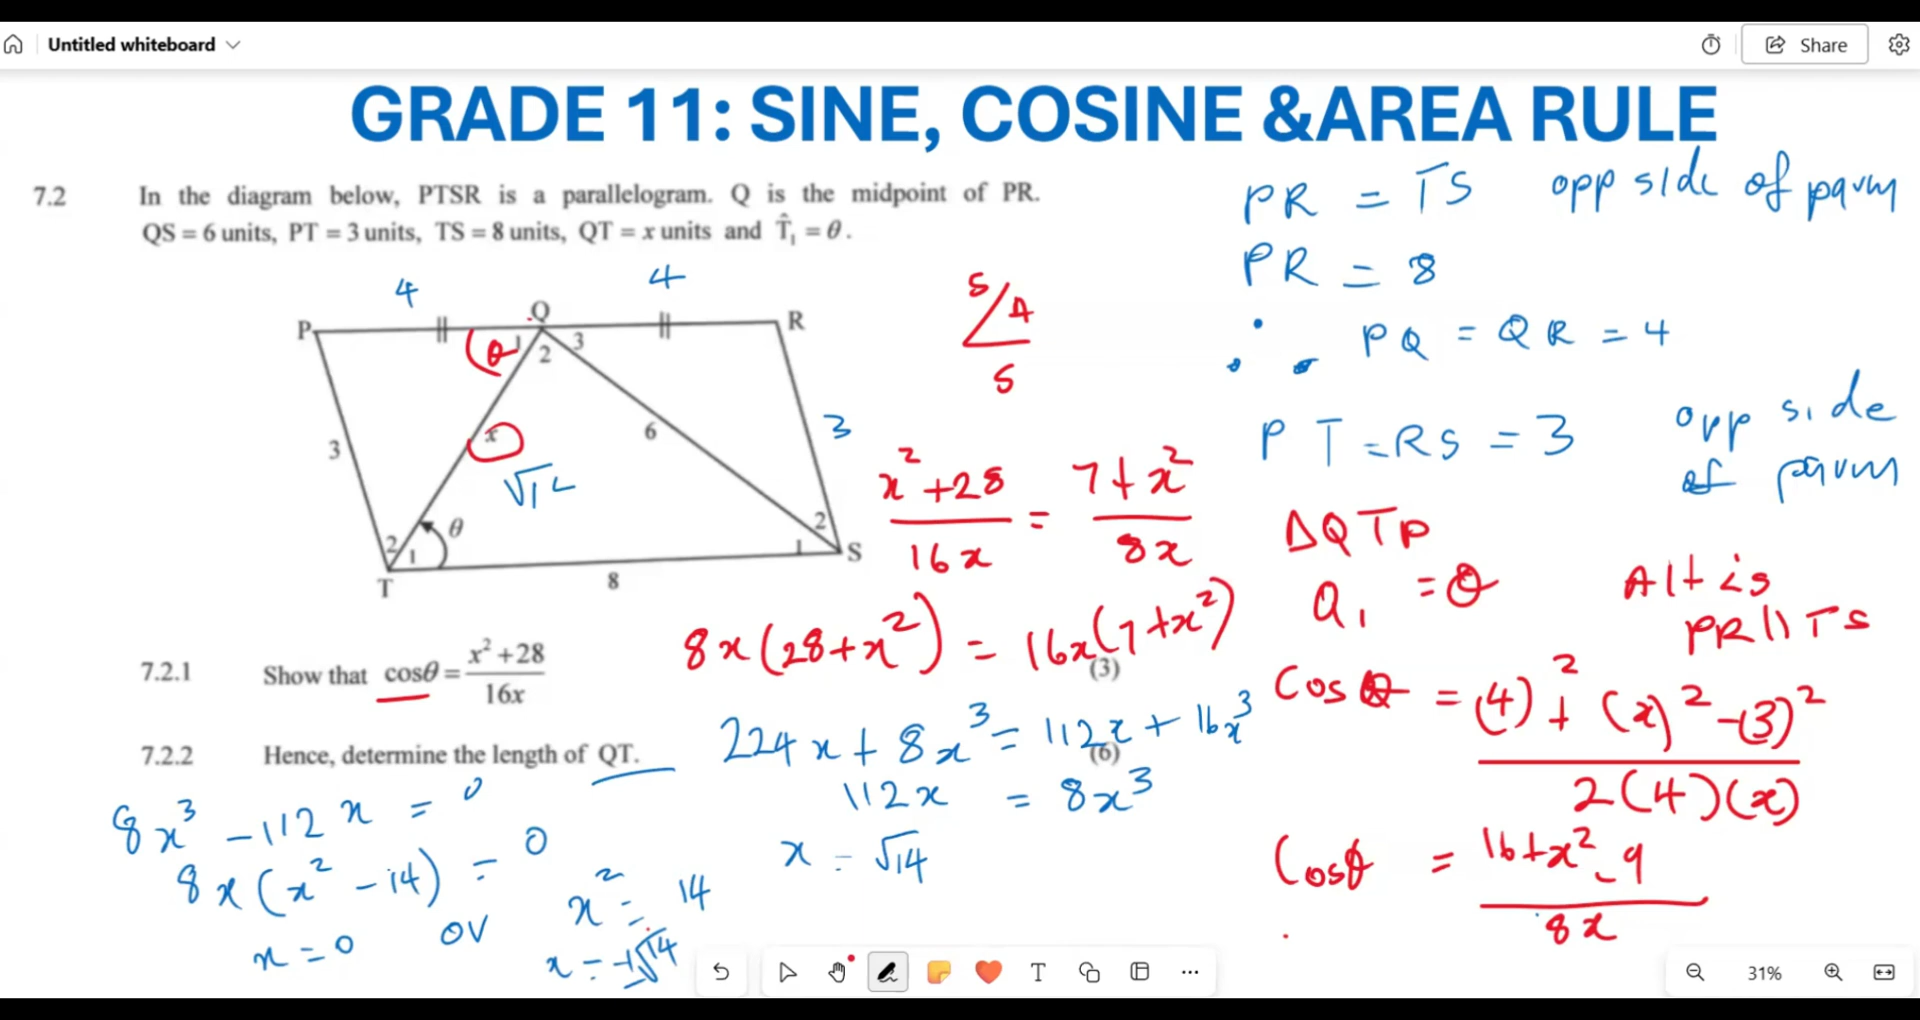 Untitled whiteboard
Share
GRADE 11: SINE, COSINE &AREA RULE
7.2 In the diagram below, PTSR is a parallelogram. Q is the midpoint of PR.
QS = 6 units, PT = 3 units, TS = 8 units, QT = x units and T̂₁ = θ.
4 4
P Q R
θ 1 2 3
3 x 6 3
√14
2 1 θ 2 1
T 8 S
S/A
S
PR = TS opp side of parm
PR = 8
∴ PQ = QR = 4
PT = RS = 3 opp side
of parm
ΔQTP
Q₁ = θ Alt ∠s
PR||TS
Cos θ = (4)² + (x)² - (3)²
2(4)(x)
Cosθ = 16+x²-9
8x
x²+28 = 7+x²
16x 8x
8x(28+x²) = 16x(7+x²)
7.2.1 Show that cosθ = x² + 28 (3)
16x
224x + 8x³ = 112x + 16x³
7.2.2 Hence, determine the length of QT. (6)
112x = 8x³
x = √14
8x³ - 112x = 0
8x(x² - 14) = 0
x = 0 or x² = 14
x = ±√14
T
31%